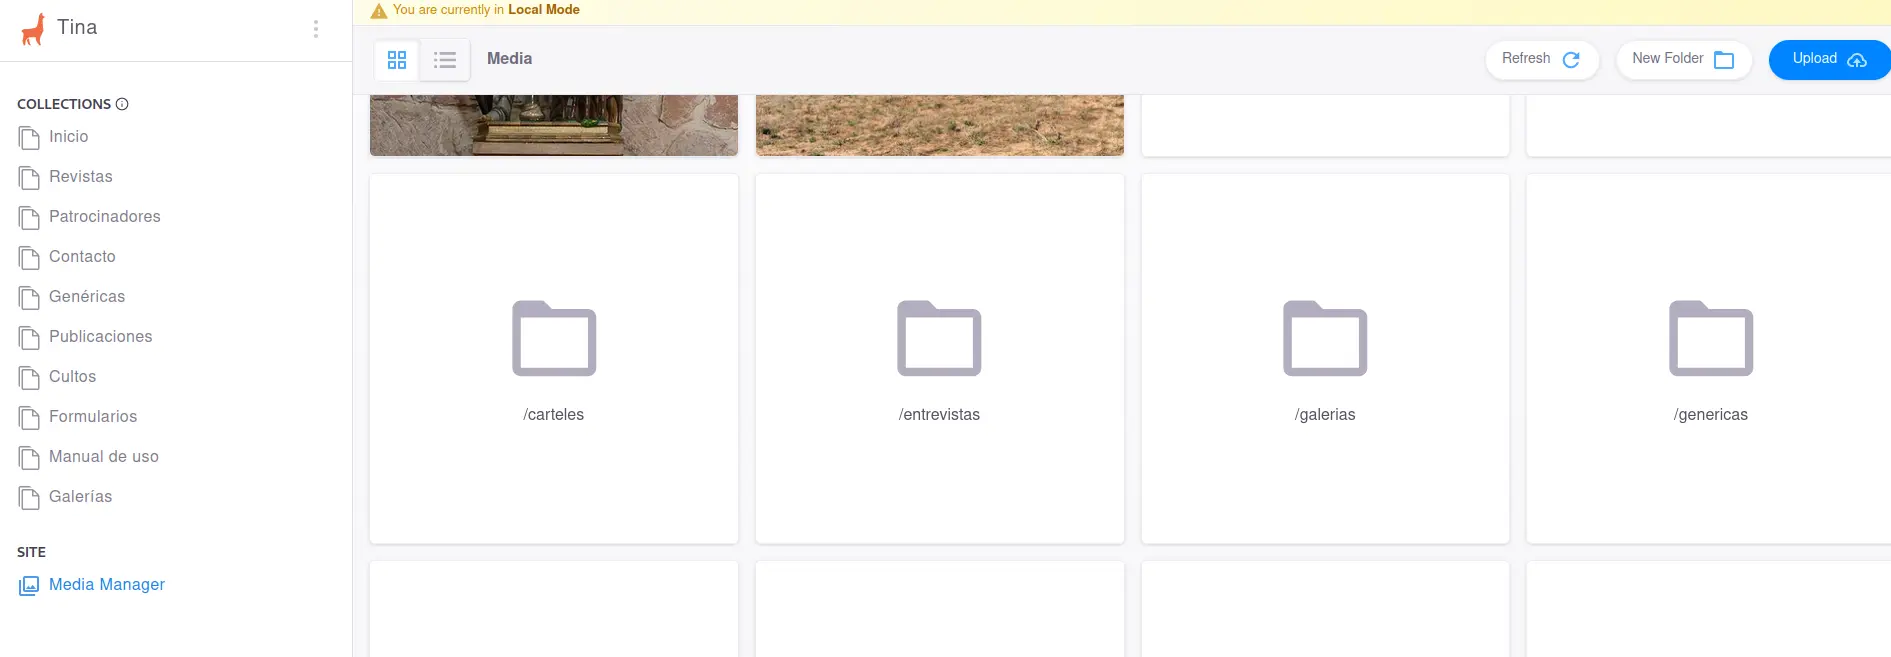 Tina
You are currently in Local Mode
Media
Refresh
New Folder
Upload
COLLECTIONS
Inicio
Revistas
Patrocinadores
Contacto
Genéricas
Publicaciones
Cultos
Formularios
Manual de uso
Galerías
SITE
Media Manager
/carteles
/entrevistas
/galerias
/genericas